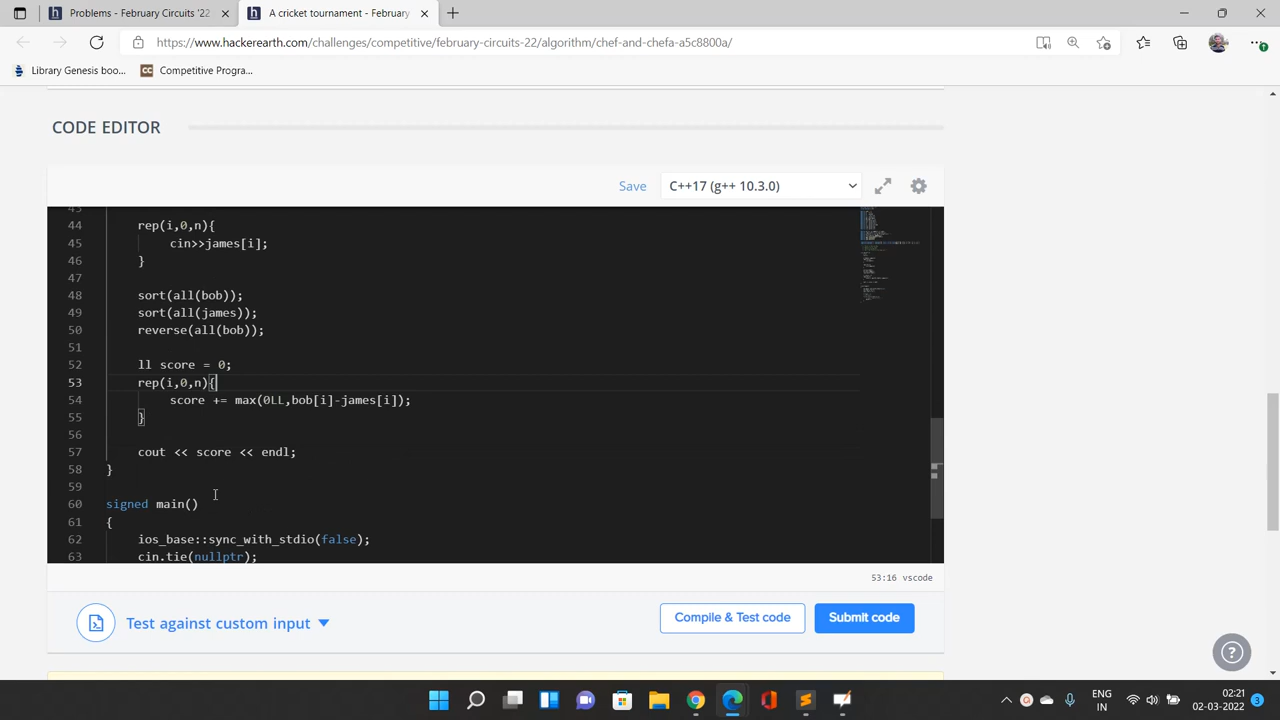 Problems - February Circuits '22
A cricket tournament - February
https://www.hackerearth.com/challenges/competitive/february-circuits-22/algorithm/chef-and-chefa-a5c8800a/
Library Genesis boo...
Competitive Progra...
CODE EDITOR
Save
C++17 (g++ 10.3.0)
43
44 rep(i,0,n){
45 cin>>james[i];
46 }
47
48 sort(all(bob));
49 sort(all(james));
50 reverse(all(bob));
51
52 ll score = 0;
53 rep(i,0,n){
54 score += max(0LL,bob[i]-james[i]);
55 }
56
57 cout << score << endl;
58 }
59
60 signed main()
61 {
62 ios_base::sync_with_stdio(false);
63 cin.tie(nullptr);
53:16 vscode
Test against custom input
Compile & Test code
Submit code
ENG
IN
02:21
02-03-2022